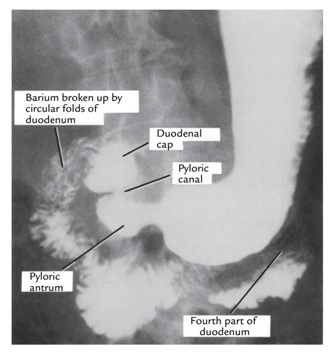 Barium broken up by
circular folds of
duodenum
Duodenal
cap
Pyloric
canal
Pyloric
antrum
Fourth part of
duodenum